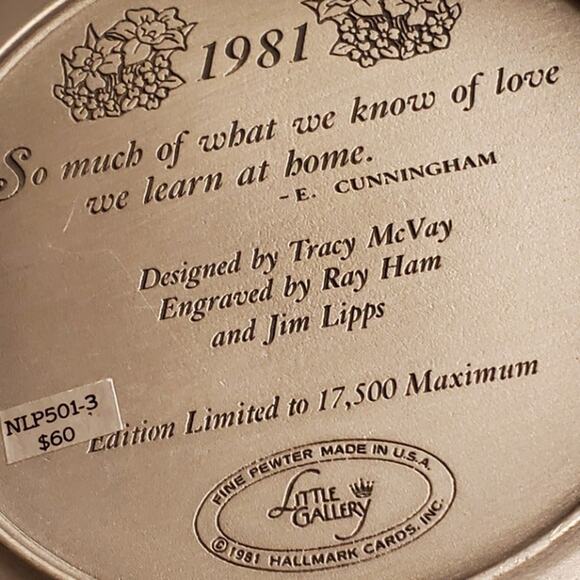 1981
So much of what we know of love
we learn at home.
-E. CUNNINGHAM
Designed by Tracy McVay
Engraved by Ray Ham
and Jim Lipps
NLP501-3
$60
Edition Limited to 17,500 Maximum
FINE PEWTER MADE IN U.S.A.
LITTLE
GALLERY
©1981 HALLMARK CARDS, INC.